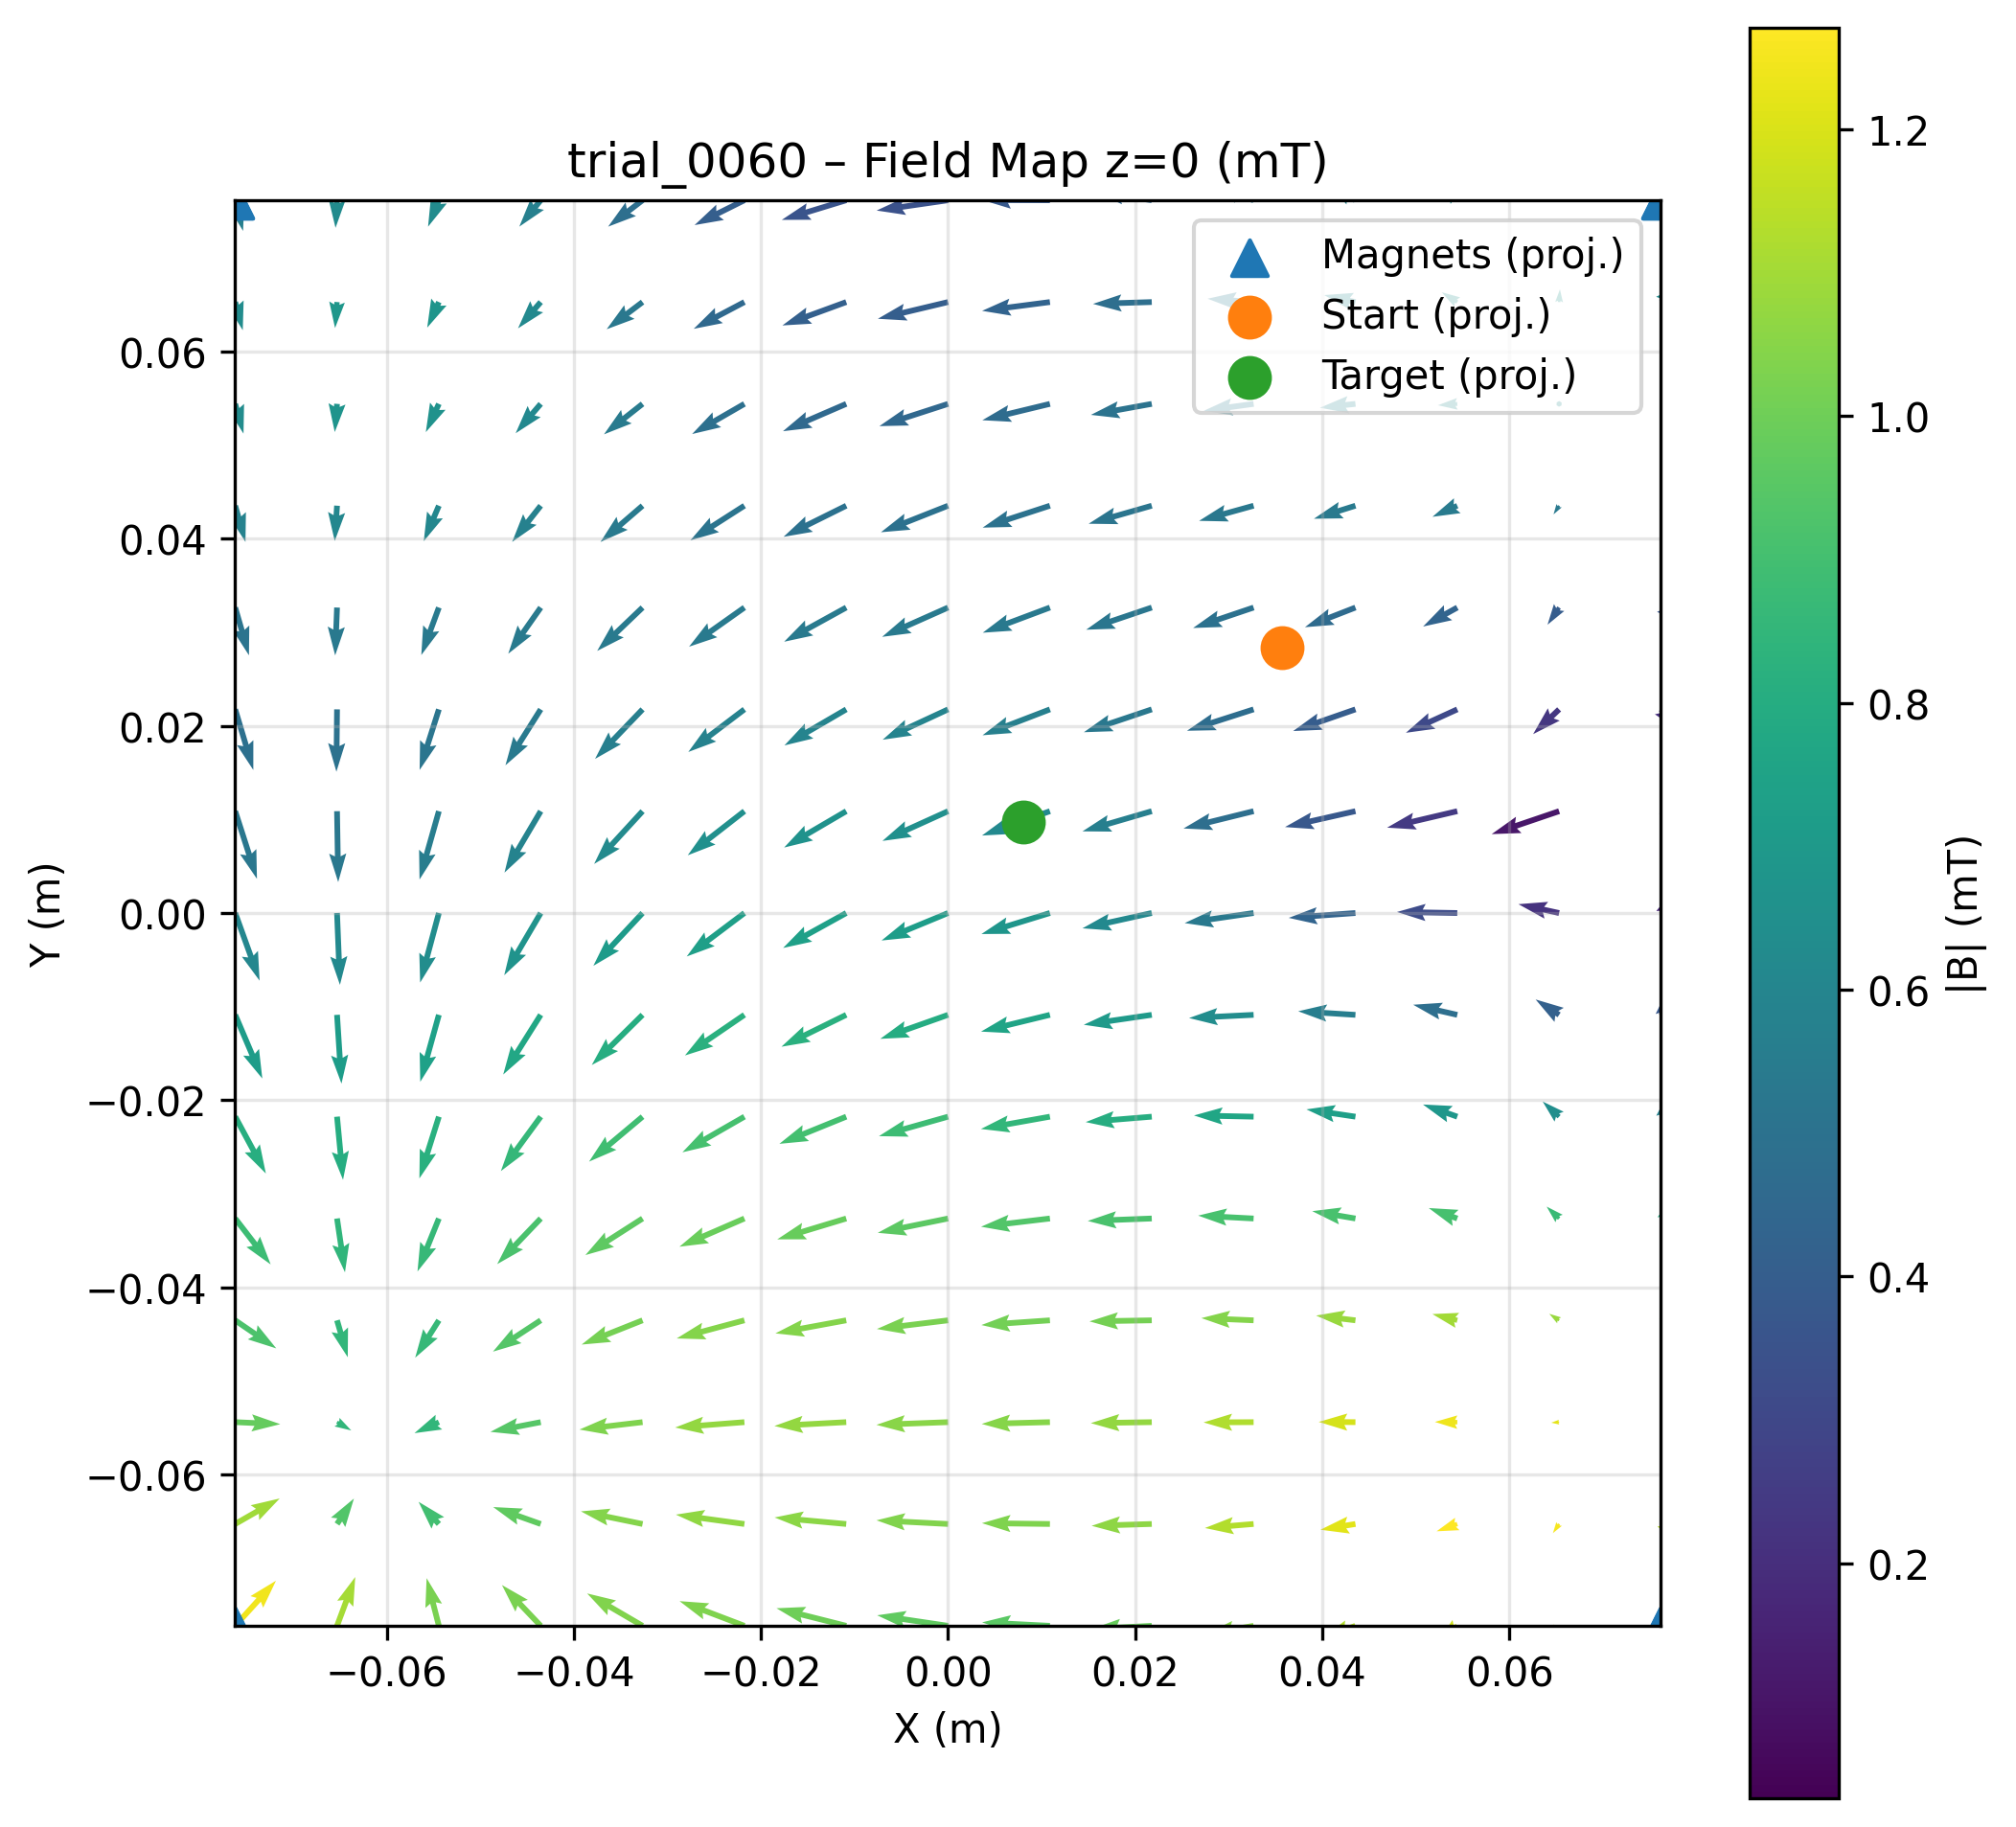 trial_0060 – Field Map z=0 (mT)
Magnets (proj.)
Start (proj.)
Target (proj.)
0.06
0.04
0.02
0.00
−0.02
−0.04
−0.06
Y (m)
−0.06
−0.04
−0.02
0.00
0.02
0.04
0.06
X (m)
1.2
1.0
0.8
0.6
0.4
0.2
|B| (mT)